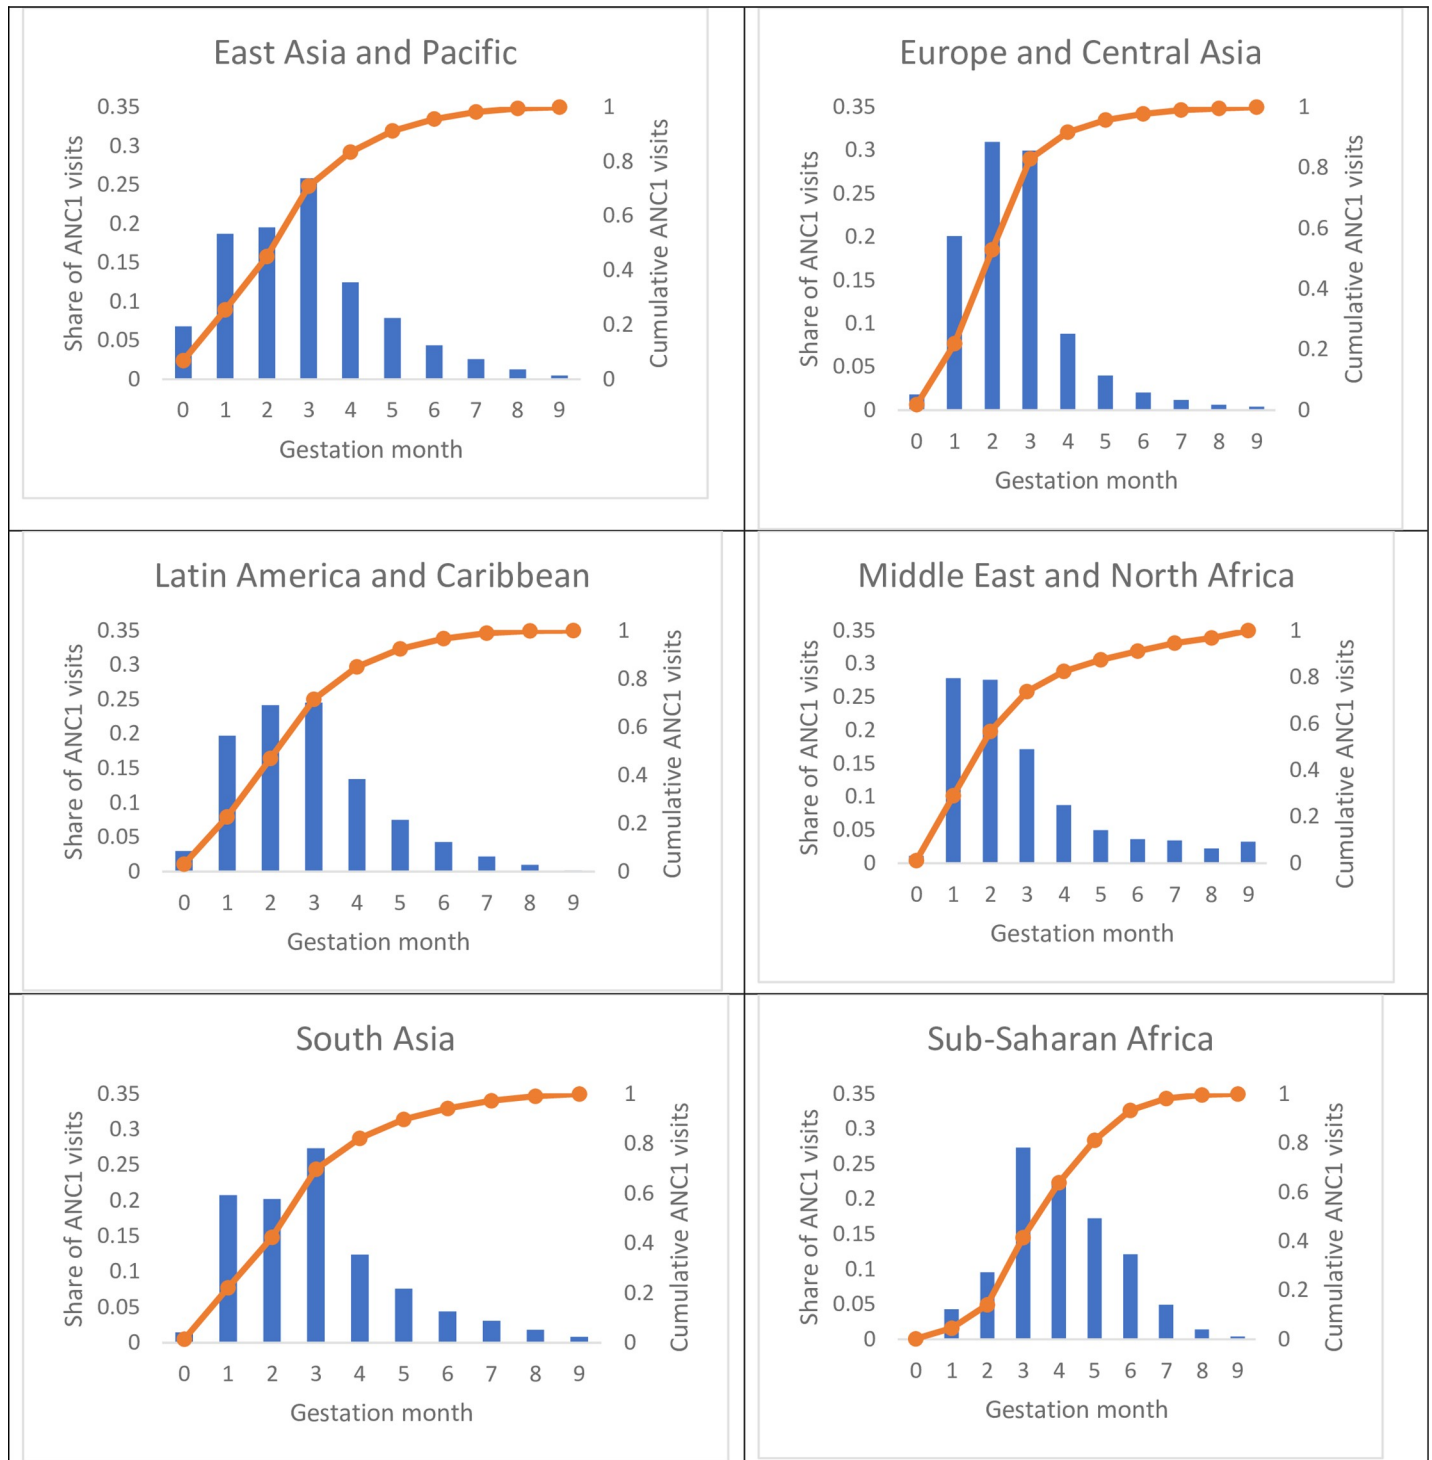 East Asia and Pacific
Share of ANC1 visits
0.35
0.3
0.25
0.2
0.15
0.1
0.05
0
1
0.8
0.6
0.4
0.2
0
Cumulative ANC1 visits
0 1 2 3 4 5 6 7 8 9
Gestation month
Europe and Central Asia
Share of ANC1 visits
0.35
0.3
0.25
0.2
0.15
0.1
0.05
0
1
0.8
0.6
0.4
0.2
0
Cumulative ANC1 visits
0 1 2 3 4 5 6 7 8 9
Gestation month
Latin America and Caribbean
Share of ANC1 visits
0.35
0.3
0.25
0.2
0.15
0.1
0.05
0
1
0.8
0.6
0.4
0.2
0
Cumulative ANC1 visits
0 1 2 3 4 5 6 7 8 9
Gestation month
Middle East and North Africa
Share of ANC1 visits
0.35
0.3
0.25
0.2
0.15
0.1
0.05
0
1
0.8
0.6
0.4
0.2
0
Cumulative ANC1 visits
0 1 2 3 4 5 6 7 8 9
Gestation month
South Asia
Share of ANC1 visits
0.35
0.3
0.25
0.2
0.15
0.1
0.05
0
1
0.8
0.6
0.4
0.2
0
Cumulative ANC1 visits
0 1 2 3 4 5 6 7 8 9
Gestation month
Sub-Saharan Africa
Share of ANC1 visits
0.35
0.3
0.25
0.2
0.15
0.1
0.05
0
1
0.8
0.6
0.4
0.2
0
Cumulative ANC1 visits
0 1 2 3 4 5 6 7 8 9
Gestation month